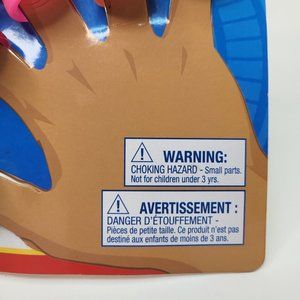 WARNING:
CHOKING HAZARD - Small parts.
Not for children under 3 yrs.
AVERTISSEMENT :
DANGER D'ÉTOUFFEMENT -
Pièces de petite taille. Ce produit n'est pas
destiné aux enfants de moins de 3 ans.